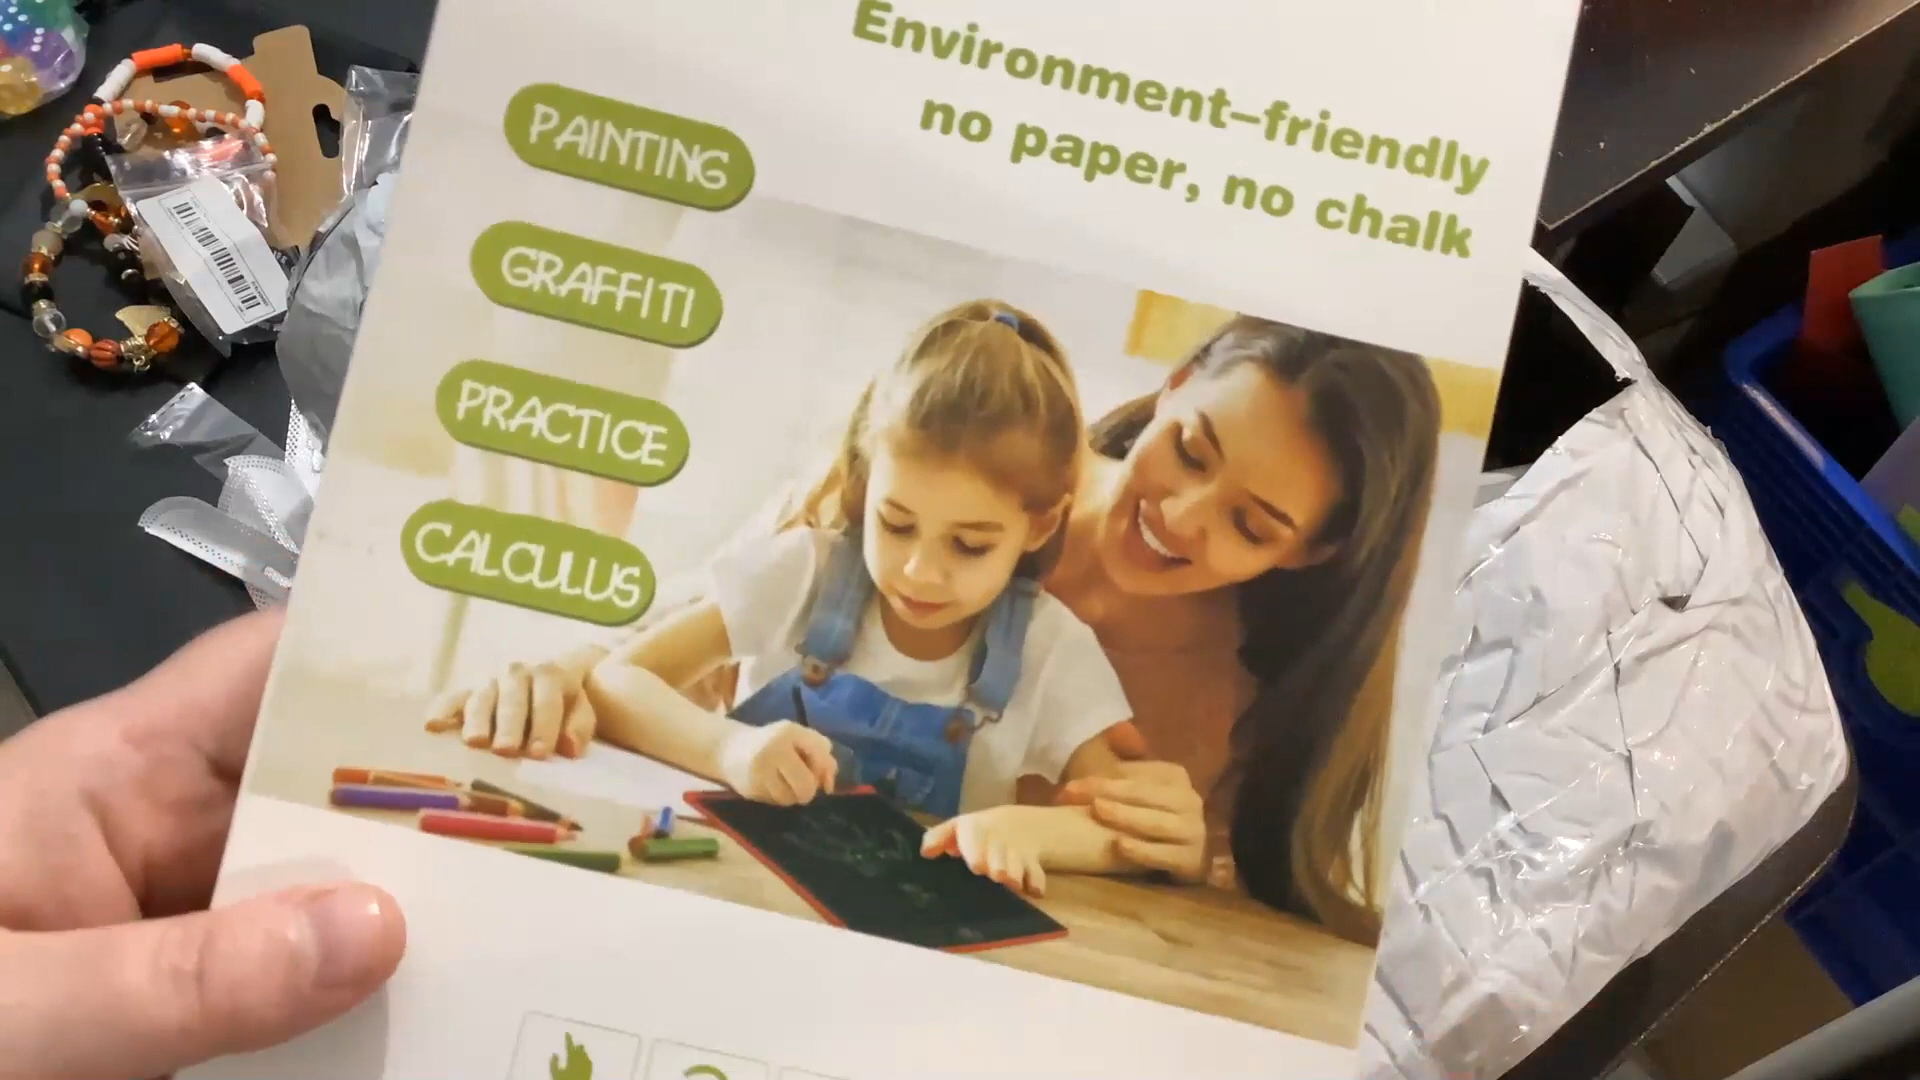 Environment-friendly
no paper, no chalk
PAINTING
GRAFFITI
PRACTICE
CALCULUS